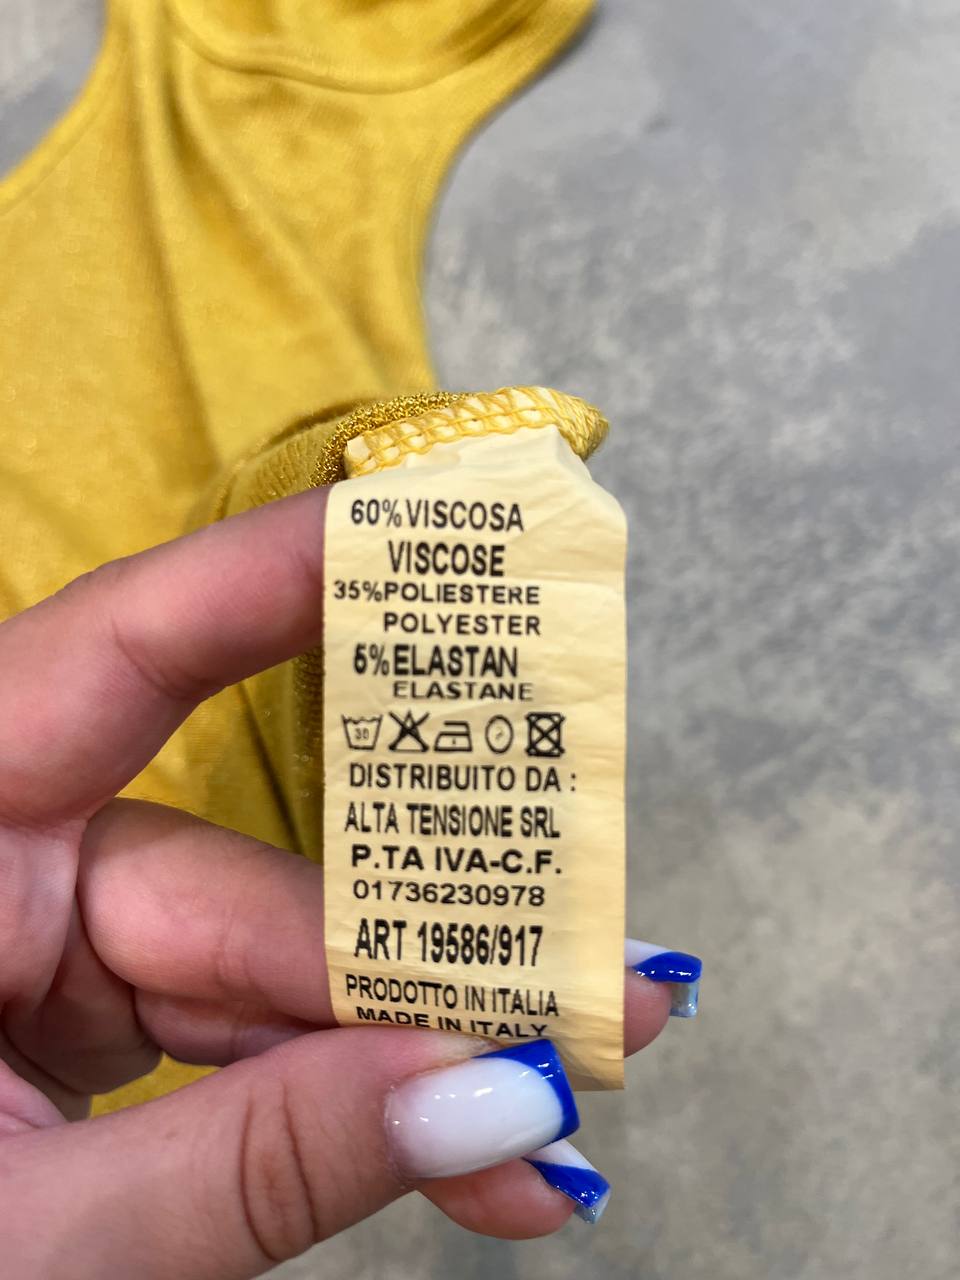 60% VISCOSA
VISCOSE
35% POLIESTERE
POLYESTER
5% ELASTAN
ELASTANE
30
DISTRIBUITO DA :
ALTA TENSIONE SRL
P.TA IVA-C.F.
01736230978
ART 19586/917
PRODOTTO IN ITALIA
MADE IN ITALY